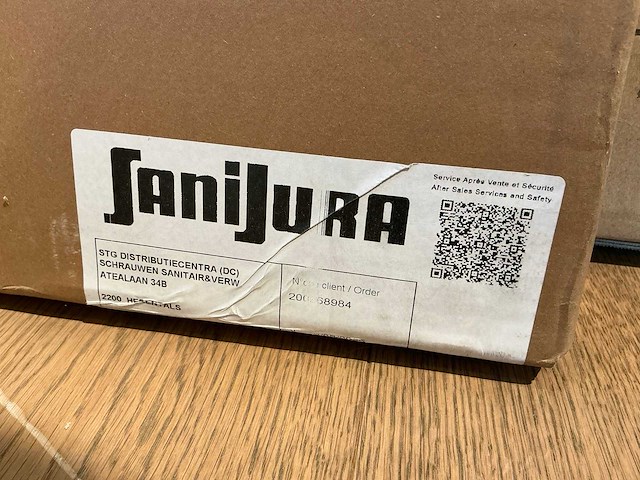 SANIJURA
Service Après Vente et Sécurité
After Sales Services and Safety
STG DISTRIBUTIECENTRA (DC)
SCHRAUWEN SANITAIR&VERW
ATEALAAN 34B
2200 HERENTALS
client / Order